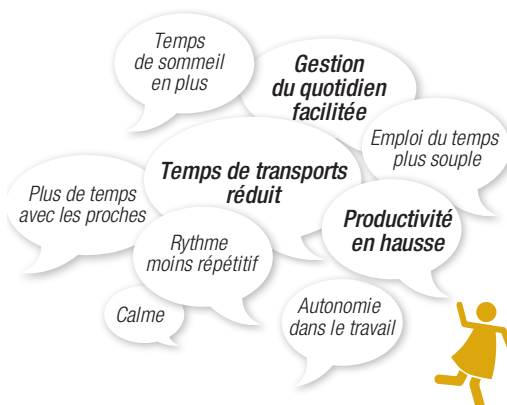 Temps
de sommeil
en plus
Gestion
du quotidien
facilitée
Emploi du temps
plus souple
Temps de transports
réduit
Plus de temps
avec les proches
Productivité
en hausse
Rythme
moins répétitif
Calme
Autonomie
dans le travail